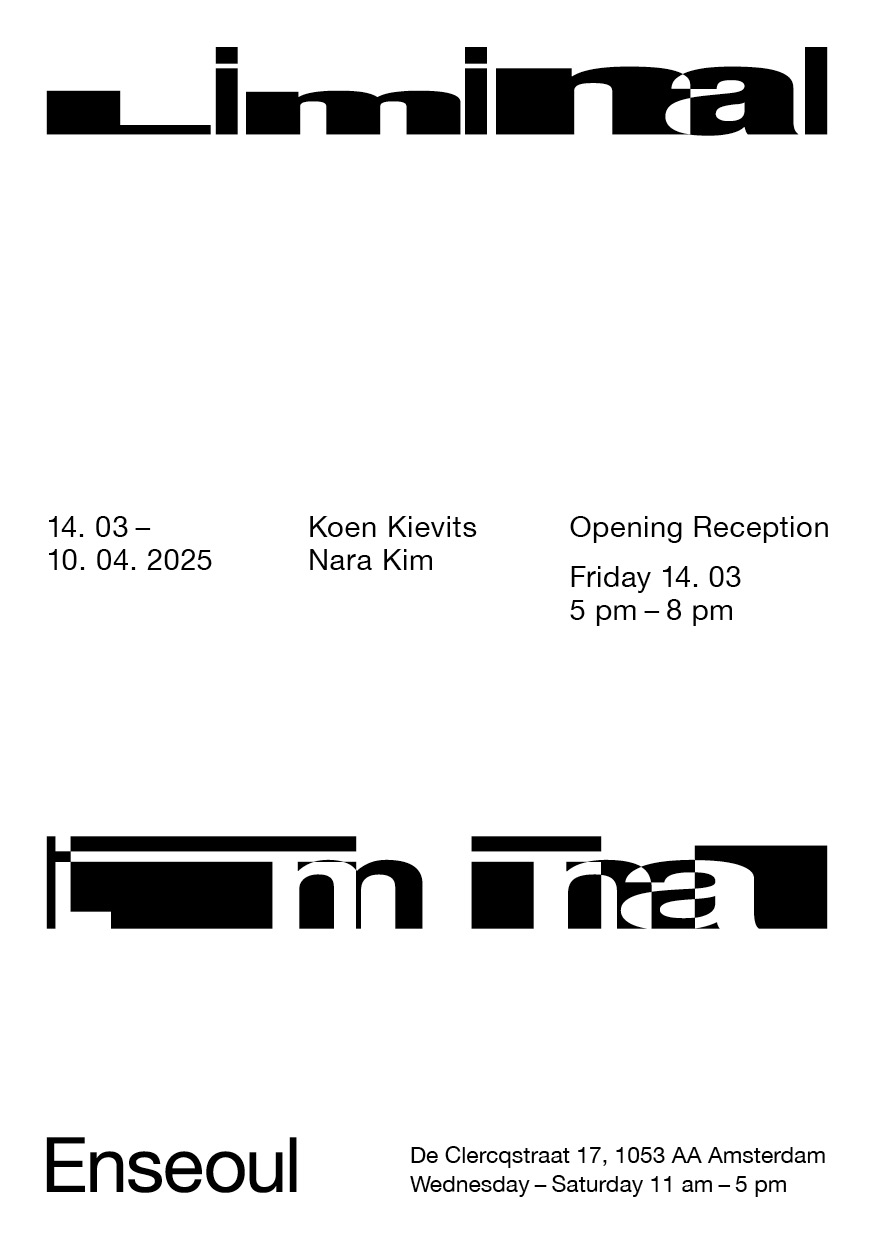 Liminal
14. 03 –
10. 04. 2025
Koen Kievits
Nara Kim
Opening Reception
Friday 14. 03
5 pm – 8 pm
Liminal
Enseoul
De Clercqstraat 17, 1053 AA Amsterdam
Wednesday – Saturday 11 am – 5 pm